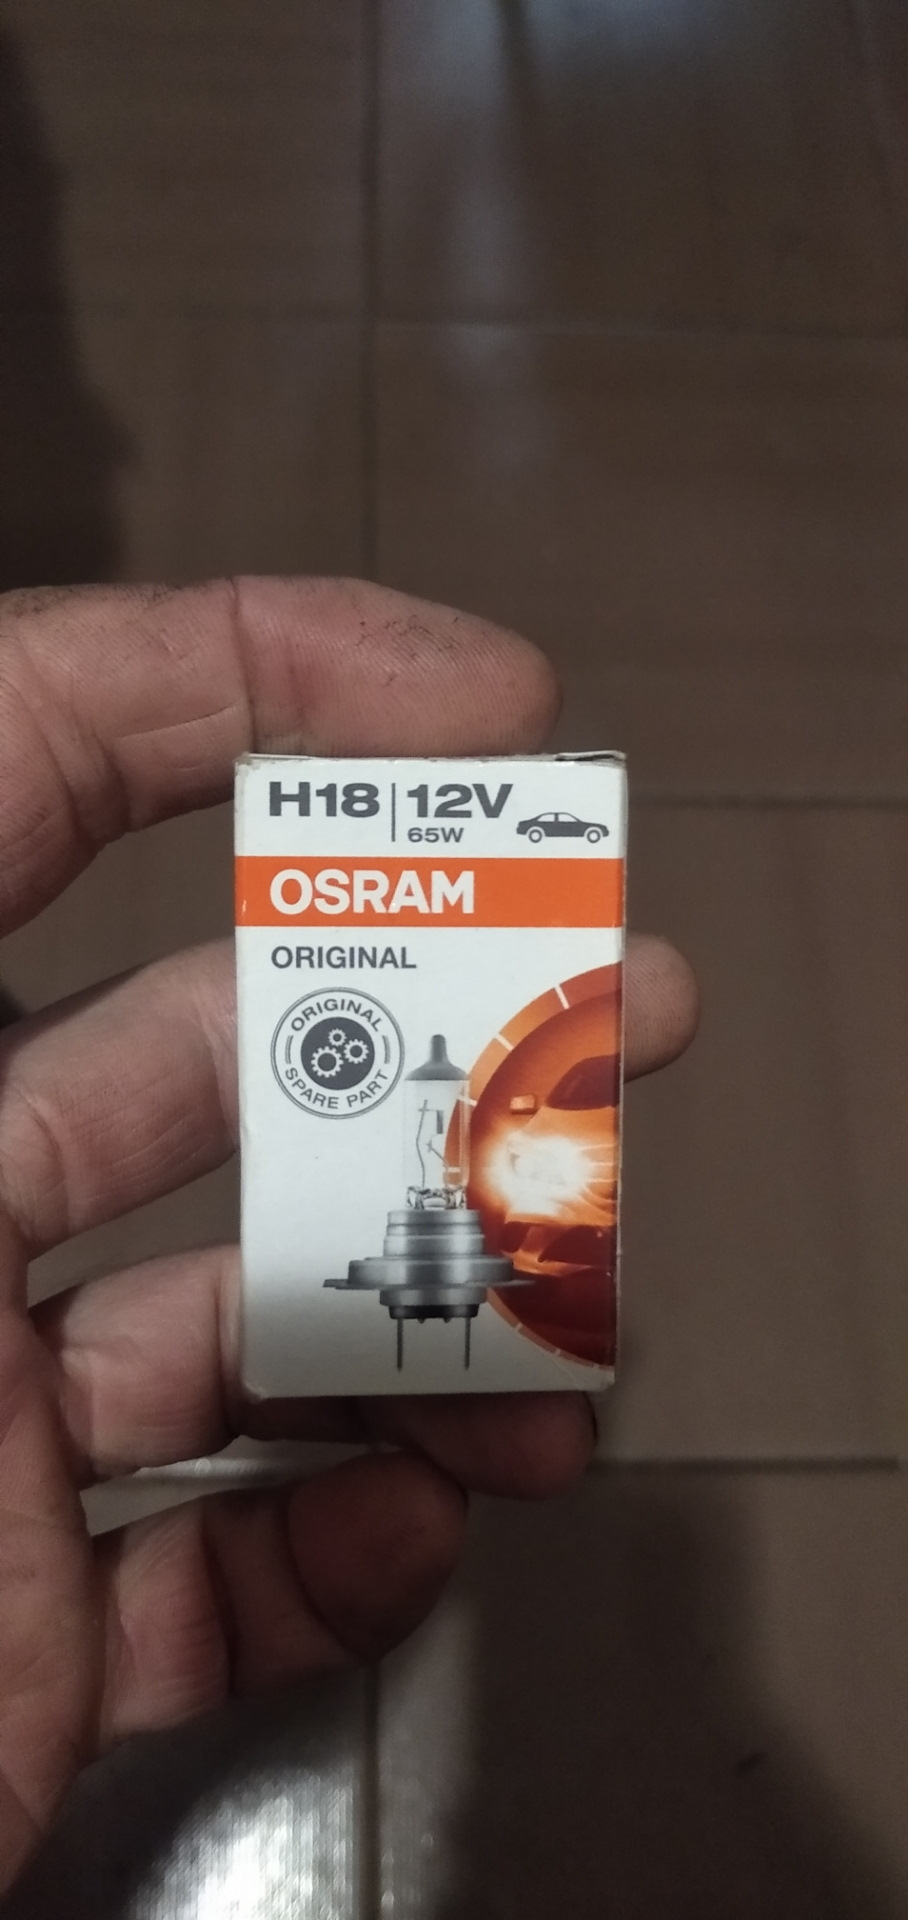 H18 12V
65W
OSRAM
ORIGINAL
ORIGINAL
SPARE PART